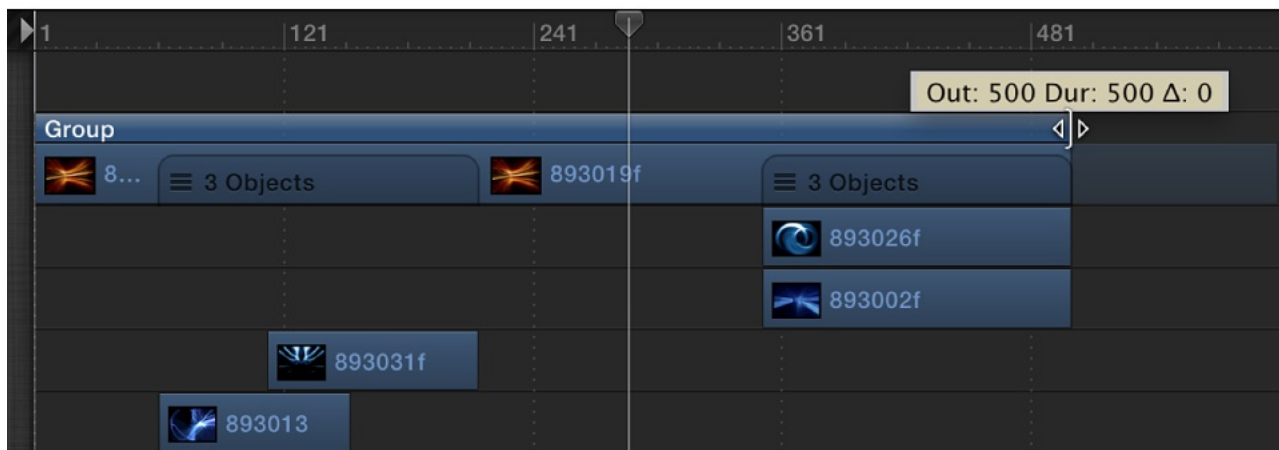 1 121 241 361 481
Out: 500 Dur: 500 Δ: 0
Group
8... 3 Objects 893019f 3 Objects
893026f
893002f
893031f
893013